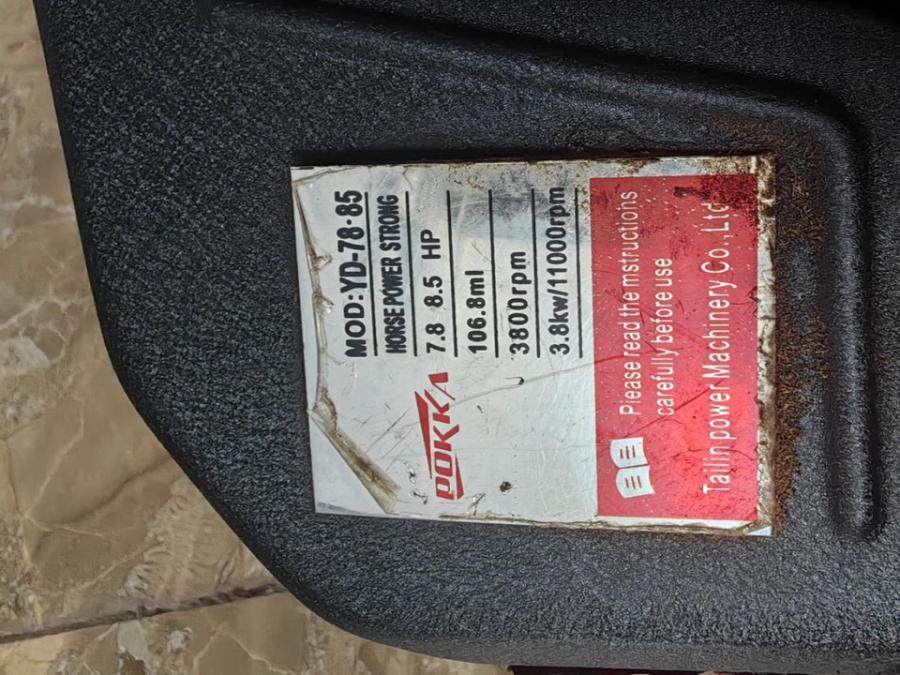 MOD:YD-78·85
HORSE POWER STRONG
7.8 8.5 HP
106.8ml
3800rpm
3.8kw/11000rpm
POKKA
Please read the mstructions
carefully before use
Tailin power Machinery Co.,Ltd